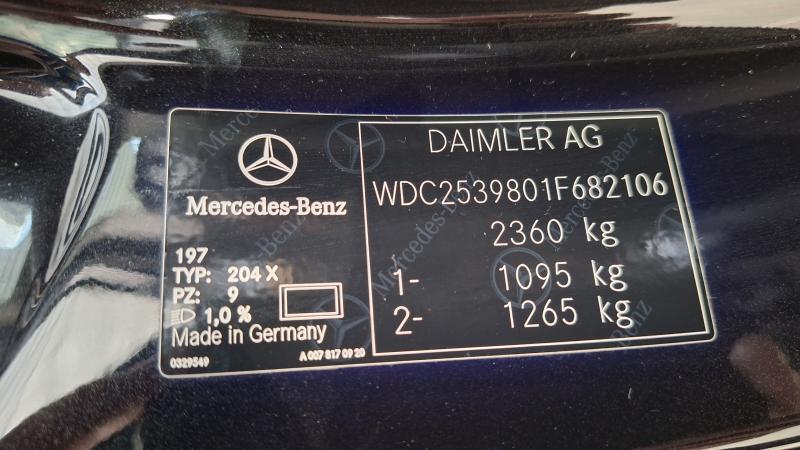 Mercedes-Benz
197
TYP: 204 X
PZ: 9
1,0 %
Made in Germany
0329549
A 007 817 09 20
DAIMLER AG
WDC2539801F682106
2360 kg
1- 1095 kg
2- 1265 kg